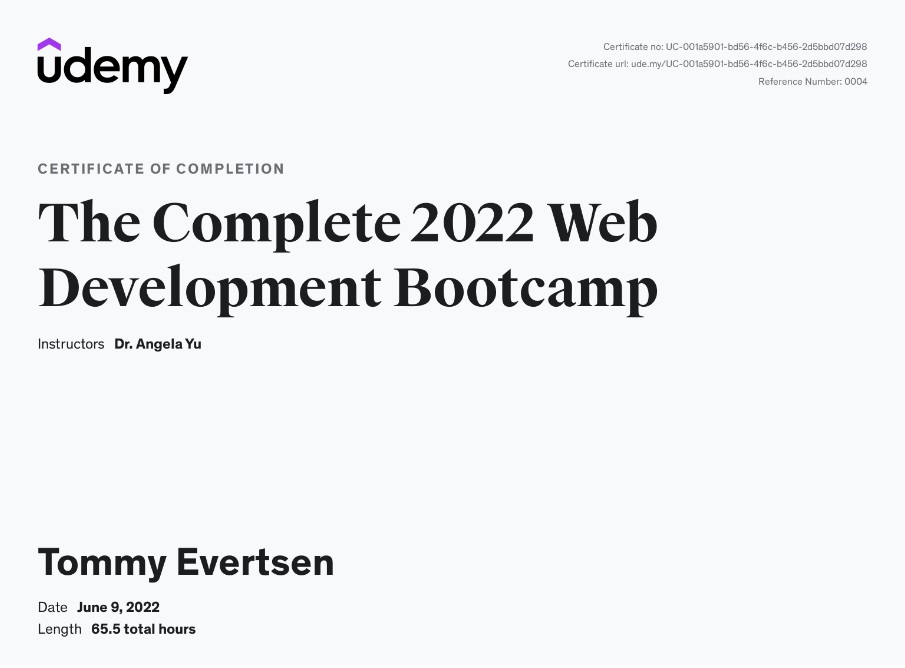 udemy
Certificate no: UC-001a5901-bd56-4f6c-b456-2d5bbd07d298
Certificate url: ude.my/UC-001a5901-bd56-4f6c-b456-2d5bbd07d298
Reference Number: 0004
CERTIFICATE OF COMPLETION
The Complete 2022 Web
Development Bootcamp
Instructors Dr. Angela Yu
Tommy Evertsen
Date June 9, 2022
Length 65.5 total hours